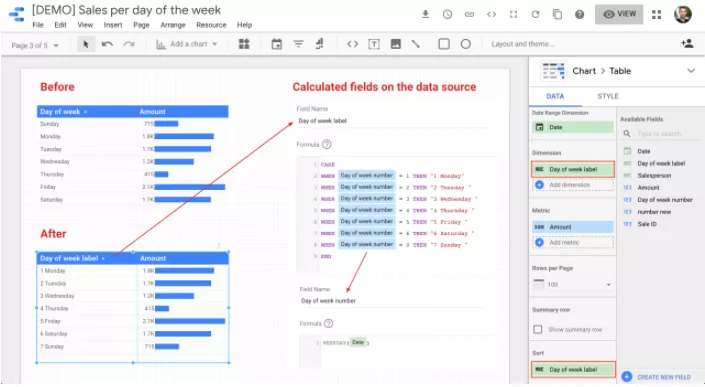 [DEMO] Sales per day of the week
File Edit View Insert Page Arrange Resource Help
VIEW
Page 3 of 5
Add a chart
Layout and theme...
Before
Day of week Amount
Sunday 715
Monday 1.8K
Tuesday 1.7K
Wednesday 1.2K
Thursday 415
Friday 2.1K
Saturday 1.7K
After
Day of week label Amount
1 Monday 1.8K
2 Tuesday 1.7K
3 Wednesday 1.2K
4 Thursday 415
5 Friday 2.1K
6 Saturday 1.7K
7 Sunday 715
Calculated fields on the data source
Field Name
Day of week label
Formula
1 CASE
2 WHEN Day of week number = 1 THEN "1 Monday"
3 WHEN Day of week number = 2 THEN "2 Tuesday "
4 WHEN Day of week number = 3 THEN "3 Wednesday "
5 WHEN Day of week number = 4 THEN "4 Thursday "
6 WHEN Day of week number = 5 THEN "5 Friday "
7 WHEN Day of week number = 6 THEN "6 Saturday "
8 WHEN Day of week number = 0 THEN "7 Sunday "
9 END
Field Name
Day of week number
Formula
1 WEEKDAY( Date )
Chart > Table
DATA STYLE
Date Range Dimension
Date
Dimension
ABC Day of week label
Add dimension
Metric
SUM Amount
Add metric
Rows per Page
100
Summary row
Show summary row
Sort
ABC Day of week label
Available Fields
Type to search
Date
ABC Day of week label
ABC Salesperson
123 Amount
123 Day of week number
123 number new
123 Sale ID
CREATE NEW FIELD